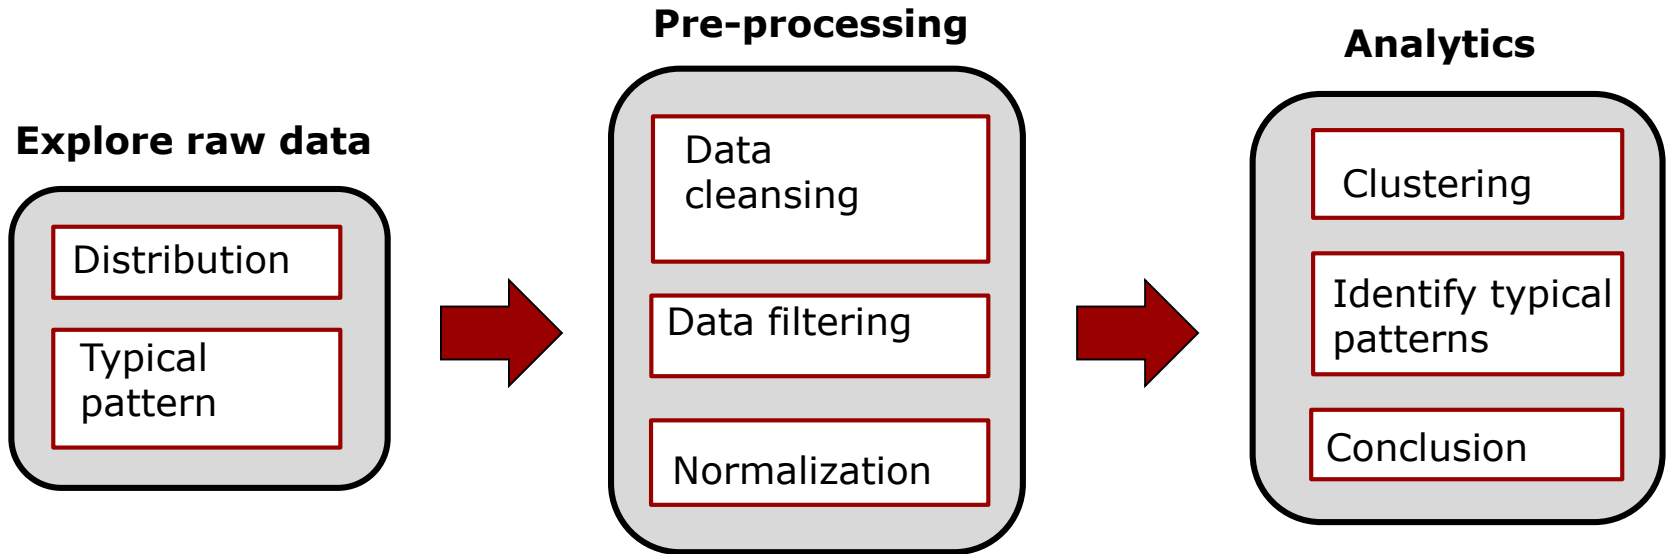 Explore raw data
Distribution
Typical
pattern
Pre-processing
Data
cleansing
Data filtering
Normalization
Analytics
Clustering
Identify typical
patterns
Conclusion